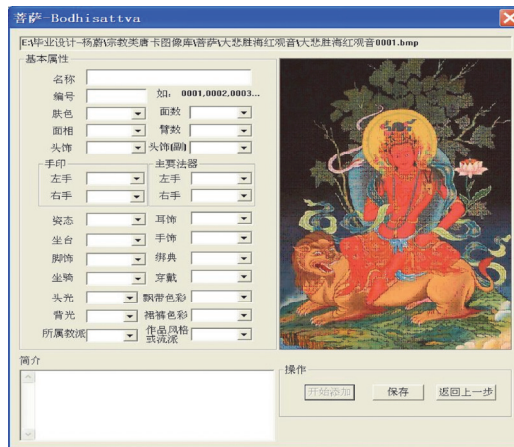 菩萨-Bodhisattva
E:\毕业设计-杨蔚\宗教类唐卡图像库\菩萨\大悲胜海红观音\大悲胜海红观音0001.bmp
基本属性
名称
编号 如: 0001,0002,0003...
肤色 面数
面相 臂数
头饰 头饰(副)
手印 主要法器
左手 左手
右手 右手
姿态 耳饰
坐台 手饰
脚饰 绑典
坐骑 穿戴
头光 飘带色彩
背光 裙裤色彩
所属教派 作品风格
或流派
简介
操作
开始添加 保存 返回上一步